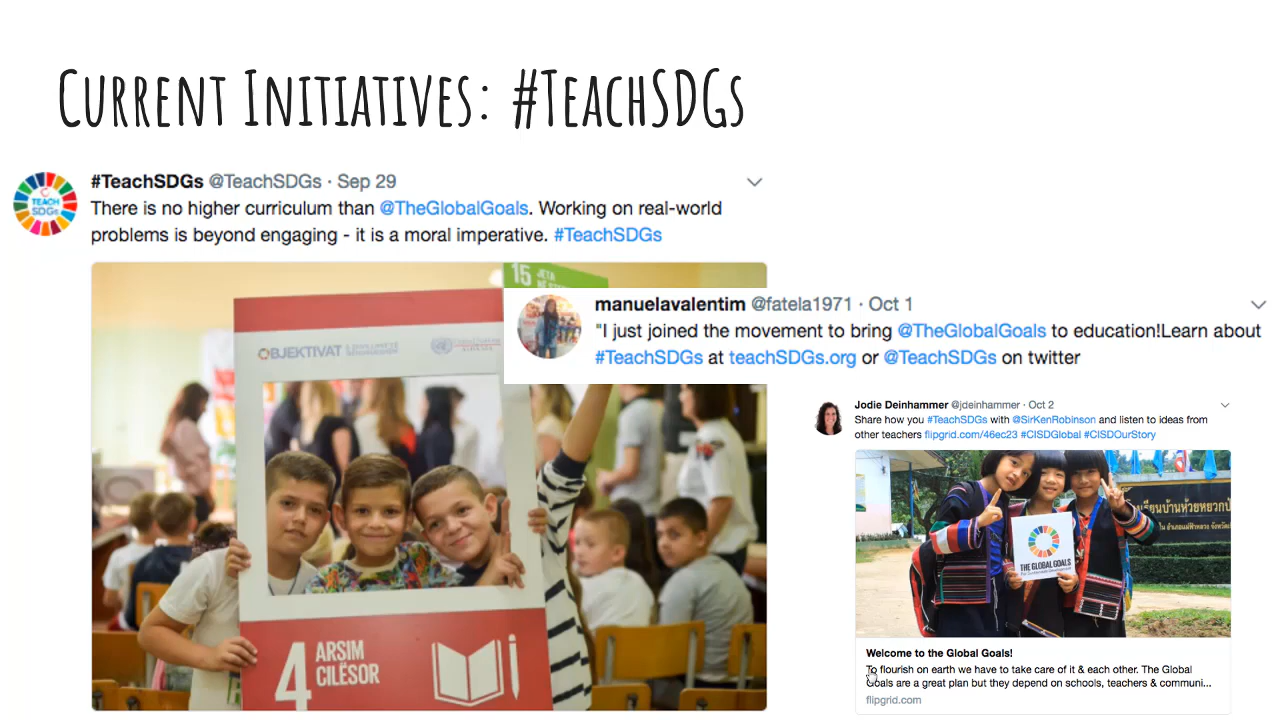 Current Initiatives: #TeachSDGs
#TeachSDGs @TeachSDGs · Sep 29
There is no higher curriculum than @TheGlobalGoals. Working on real-world
problems is beyond engaging - it is a moral imperative. #TeachSDGs
TEACH
SDGs
15 JETA
OBJEKTIVAT
4 ARSIM
CILËSOR
manuelavalentim @fatela1971 · Oct 1
"I just joined the movement to bring @TheGlobalGoals to education!Learn about
#TeachSDGs at teachSDGs.org or @TeachSDGs on twitter
Jodie Deinhammer @jdeinhammer · Oct 2
Share how you #TeachSDGs with @SirKenRobinson and listen to ideas from
other teachers flipgrid.com/46ec23 #CISDGlobal #CISDOurStory
THE GLOBAL GOALS
Welcome to the Global Goals!
To flourish on earth we have to take care of it & each other. The Global
Goals are a great plan but they depend on schools, teachers & communi...
flipgrid.com